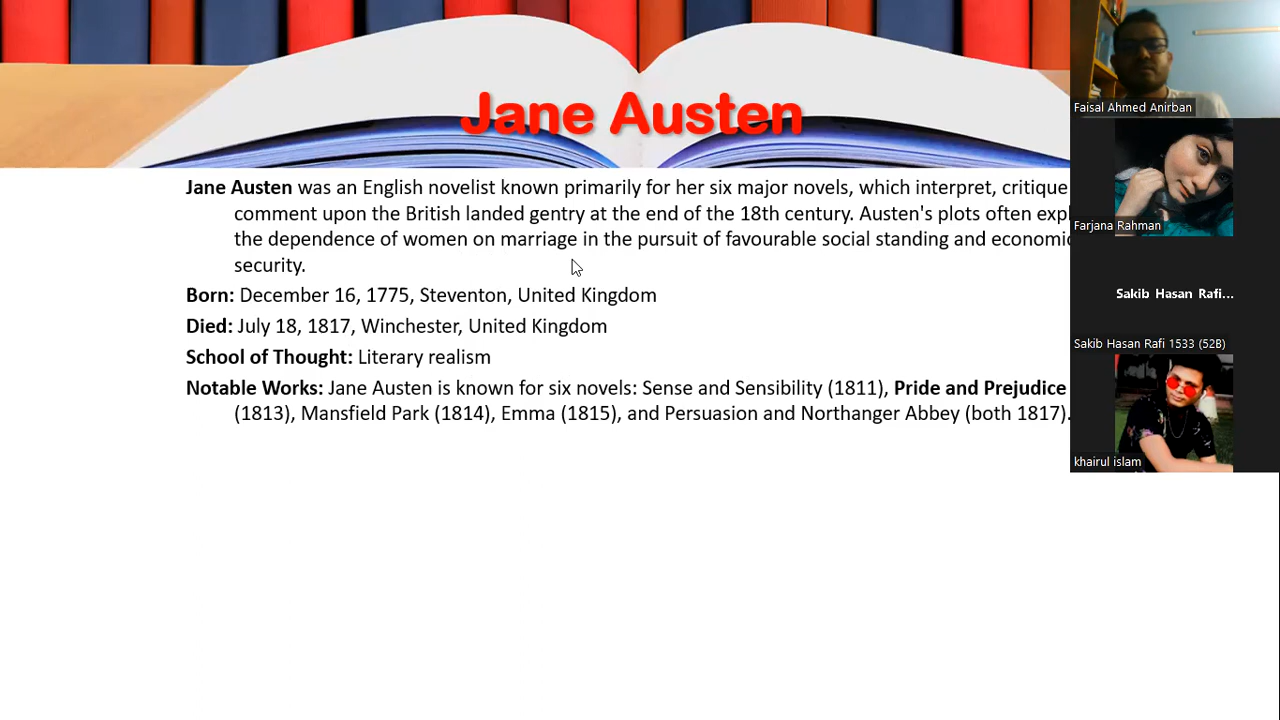 Jane Austen
Jane Austen was an English novelist known primarily for her six major novels, which interpret, critique
comment upon the British landed gentry at the end of the 18th century. Austen's plots often
the dependence of women on marriage in the pursuit of favourable social standing and
security.
Born: December 16, 1775, Steventon, United Kingdom
Died: July 18, 1817, Winchester, United Kingdom
School of Thought: Literary realism
Notable Works: Jane Austen is known for six novels: Sense and Sensibility (1811), Pride and Prejudice
(1813), Mansfield Park (1814), Emma (1815), and Persuasion and Northanger Abbey (both 1817).
Faisal Ahmed Anirban
Farjana Rahman
Sakib Hasan Rafi...
Sakib Hasan Rafi 1533 (52B)
khairul islam